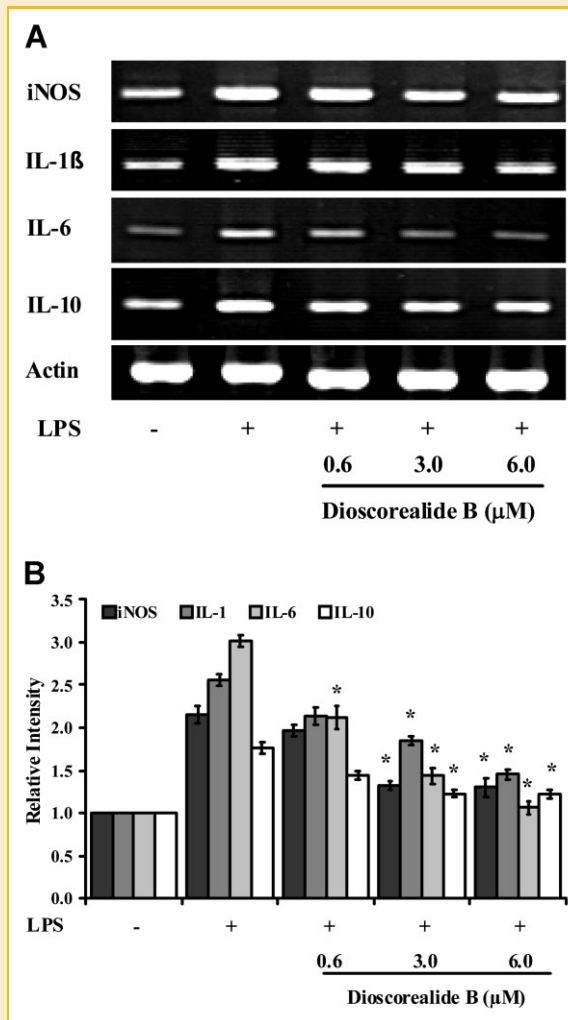 A
iNOS
IL-1ß
IL-6
IL-10
Actin
LPS - + + + +
0.6 3.0 6.0
Dioscorealide B (µM)
B
iNOS IL-1 IL-6 IL-10
3.5
3.0
2.5
2.0
1.5
1.0
0.5
0.0
Relative Intensity
* * * * * * * * *
LPS - + + + +
0.6 3.0 6.0
Dioscorealide B (µM)